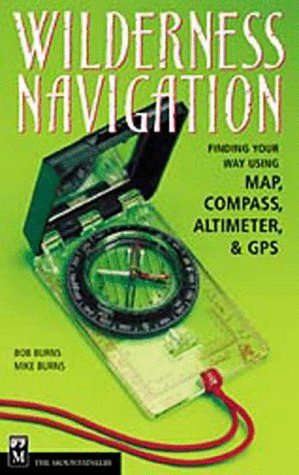 WILDERNESS
NAVIGATION
FINDING YOUR
WAY USING
MAP,
COMPASS,
ALTIMETER,
& GPS
BOB BURNS
MIKE BURNS
M
THE MOUNTAINEERS